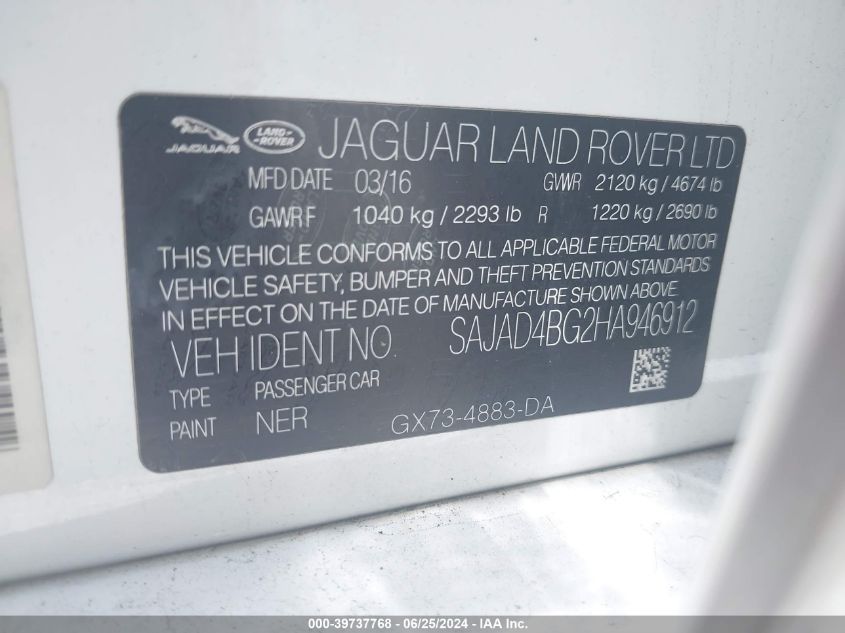 JAGUAR LAND-ROVER JAGUAR LAND ROVER LTD
MFD DATE 03/16 GVWR 2120 kg / 4674 lb
GAWR F 1040 kg / 2293 lb R 1220 kg / 2690 lb
THIS VEHICLE CONFORMS TO ALL APPLICABLE FEDERAL MOTOR
VEHICLE SAFETY, BUMPER AND THEFT PREVENTION STANDARDS
IN EFFECT ON THE DATE OF MANUFACTURE SHOWN ABOVE
VEH IDENT NO SAJAD4BG2HA946912
TYPE PASSENGER CAR
PAINT NER GX73-4883-DA
000-39737768 - 06/25/2024 - IAAI.COM